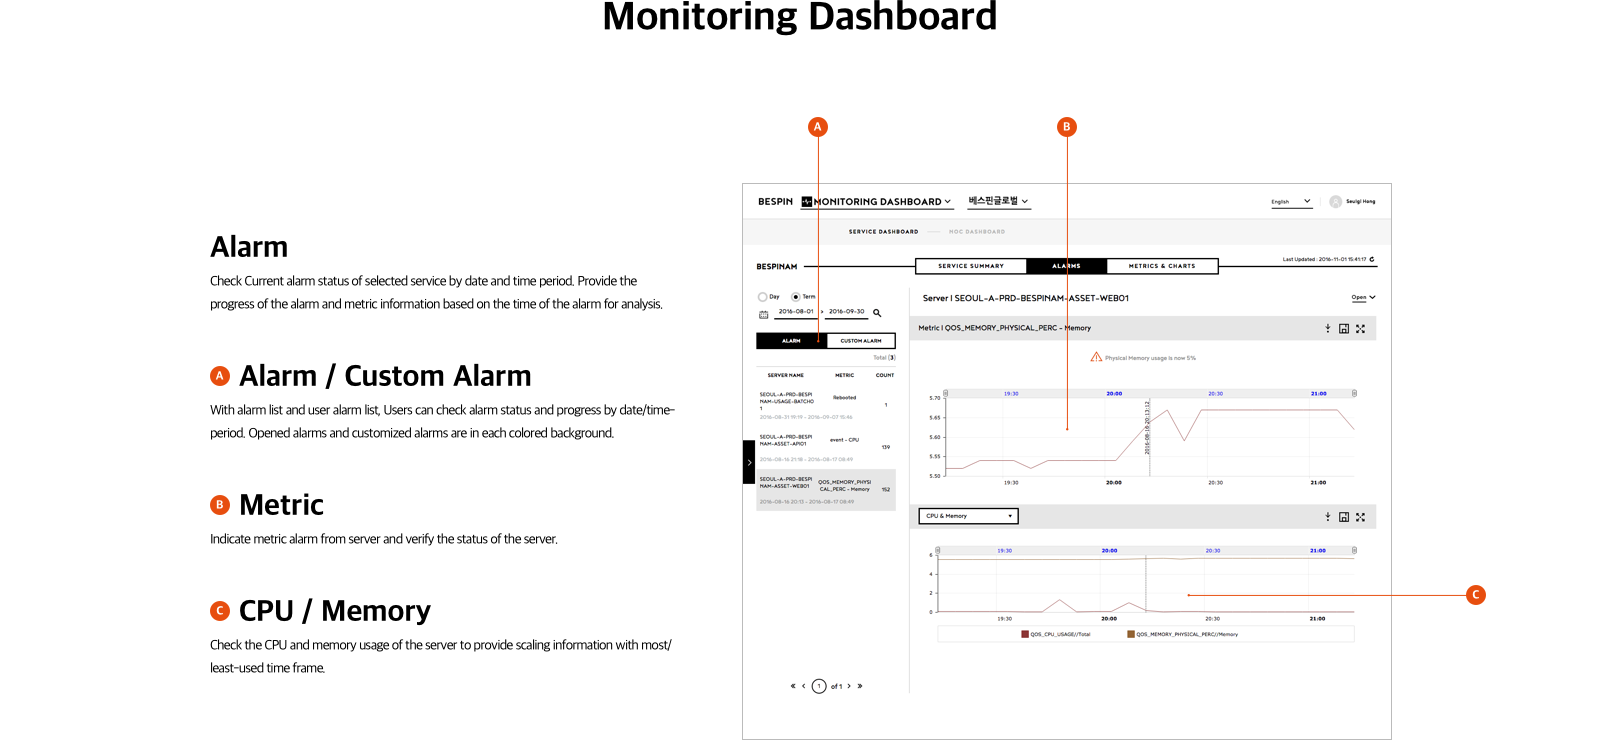 Monitoring Dashboard
Alarm
Check Current alarm status of selected service by date and time period. Provide the
progress of the alarm and metric information based on the time of the alarm for analysis.
A Alarm / Custom Alarm
With alarm list and user alarm list, Users can check alarm status and progress by date/time-
period. Opened alarms and customized alarms are in each colored background.
B Metric
Indicate metric alarm from server and verify the status of the server.
C CPU / Memory
Check the CPU and memory usage of the server to provide scaling information with most/
least-used time frame.
A
B
BESPIN MONITORING DASHBOARD 베스핀글로벌
English Seulgi Hong
SERVICE DASHBOARD NOC DASHBOARD
BESPINAM
SERVICE SUMMARY ALARMS METRICS & CHARTS
Last Updated : 2016-11-01 15:41:17
Day Term
2016-08-01 > 2016-09-30
ALARM CUSTOM ALARM
Total (3)
SERVER NAME METRIC COUNT
SEOUL-A-PRD-BESPI
NAM-USAGE-BATCH0
1
Rebooted
1
2016-08-31 19:19 - 2016-09-07 15:46
SEOUL-A-PRD-BESPI
NAM-ASSET-API01
event - CPU
139
2016-08-16 21:18 - 2016-08-17 08:49
SEOUL-A-PRD-BESPI
NAM-ASSET-WEB01
QOS_MEMORY_PHYSI
CAL_PERC - Memory
152
2016-08-16 20:13 - 2016-08-17 08:49
« ‹ 1 of 1 › »
Server | SEOUL-A-PRD-BESPINAM-ASSET-WEB01
Open
Metric | QOS_MEMORY_PHYSICAL_PERC - Memory
Physical Memory usage is now 5%
19:30 20:00 20:30 21:00
5.70
5.65
5.60
5.55
5.50
2016-08-16 20:13:12
19:30 20:00 20:30 21:00
CPU & Memory
19:30 20:00 20:30 21:00
6
4
2
0
19:30 20:00 20:30 21:00
QOS_CPU_USAGE//Total QOS_MEMORY_PHYSICAL_PERC//Memory
C